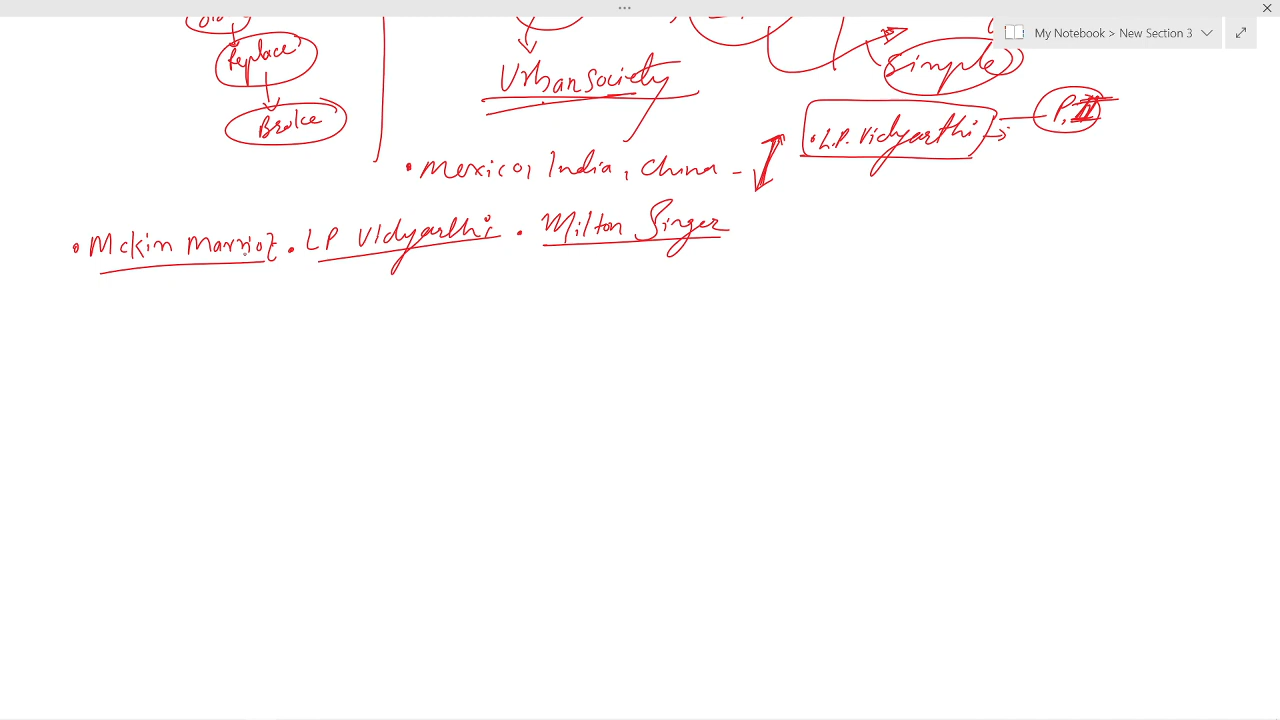 My Notebook > New Section 3
Replace
Simple
Urban Society
Broke
L.P. Vidyarthi
• Mexico, India, China -
• Mckim Marriot • LP Vidyarthi • Milton Singer